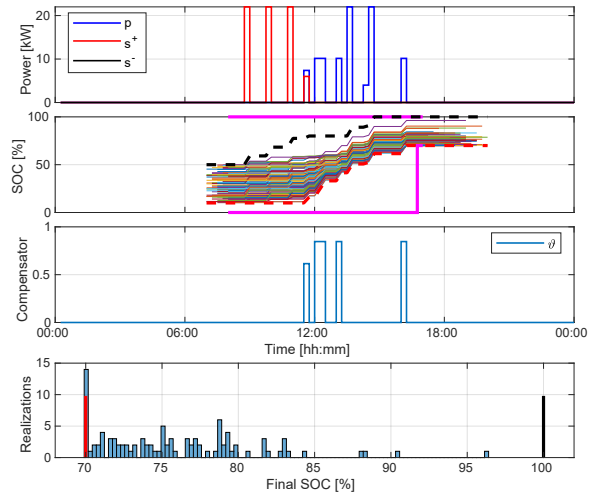 20
10
0
Power [kW]
p
s+
s-
100
50
0
SOC [%]
1
0.5
0
Compensator
ϑ
00:00 06:00 12:00 18:00 00:00
Time [hh:mm]
15
10
5
0
Realizations
70 75 80 85 90 95 100
Final SOC [%]